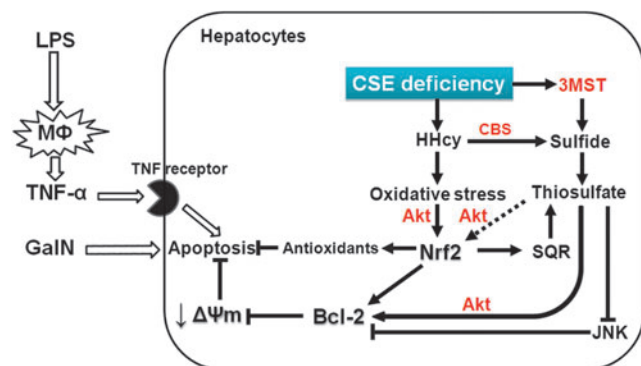 LPS
Hepatocytes
CSE deficiency
3MST
MΦ
HHcy
CBS
Sulfide
TNF receptor
TNF-α
Oxidative stress
Thiosulfate
Akt
Akt
GalN
Apoptosis
Antioxidants
Nrf2
SQR
↓ ΔΨm
Bcl-2
Akt
JNK